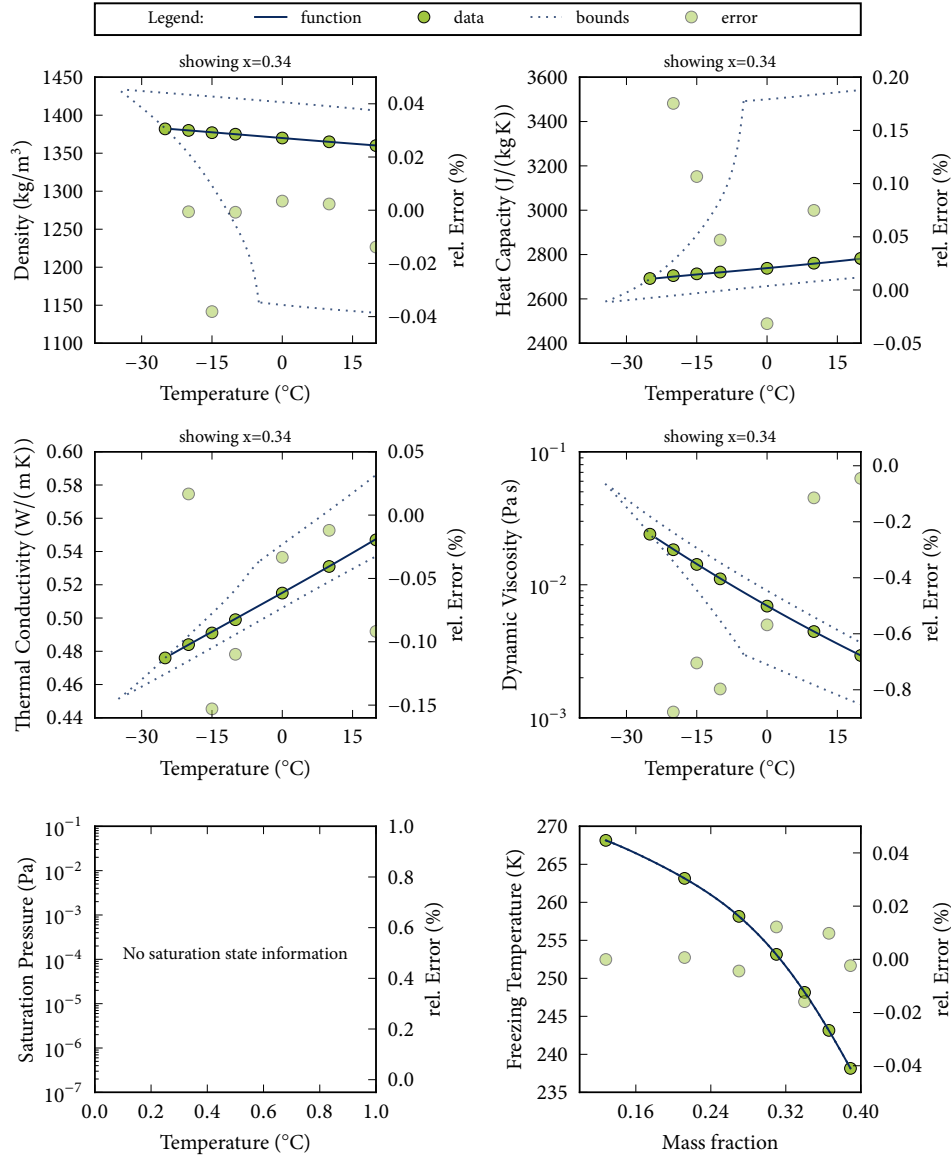 Legend: function data bounds error
showing x=0.34
1450
1400
1350
1300
1250
1200
1150
1100
Density (kg/m³)
0.04
0.02
0.00
−0.02
−0.04
rel. Error (%)
−30 −15 0 15
Temperature (°C)
showing x=0.34
3600
3400
3200
3000
2800
2600
2400
Heat Capacity (J/(kg K))
0.20
0.15
0.10
0.05
0.00
−0.05
rel. Error (%)
−30 −15 0 15
Temperature (°C)
showing x=0.34
0.60
0.58
0.56
0.54
0.52
0.50
0.48
0.46
0.44
Thermal Conductivity (W/(m K))
0.05
0.00
−0.05
−0.10
−0.15
rel. Error (%)
−30 −15 0 15
Temperature (°C)
showing x=0.34
10⁻¹
10⁻²
10⁻³
Dynamic Viscosity (Pa s)
0.0
−0.2
−0.4
−0.6
−0.8
rel. Error (%)
−30 −15 0 15
Temperature (°C)
10⁻¹
10⁻²
10⁻³
10⁻⁴
10⁻⁵
10⁻⁶
10⁻⁷
Saturation Pressure (Pa)
No saturation state information
1.0
0.8
0.6
0.4
0.2
0.0
rel. Error (%)
0.0 0.2 0.4 0.6 0.8 1.0
Temperature (°C)
270
265
260
255
250
245
240
235
Freezing Temperature (K)
0.04
0.02
0.00
−0.02
−0.04
rel. Error (%)
0.16 0.24 0.32 0.40
Mass fraction